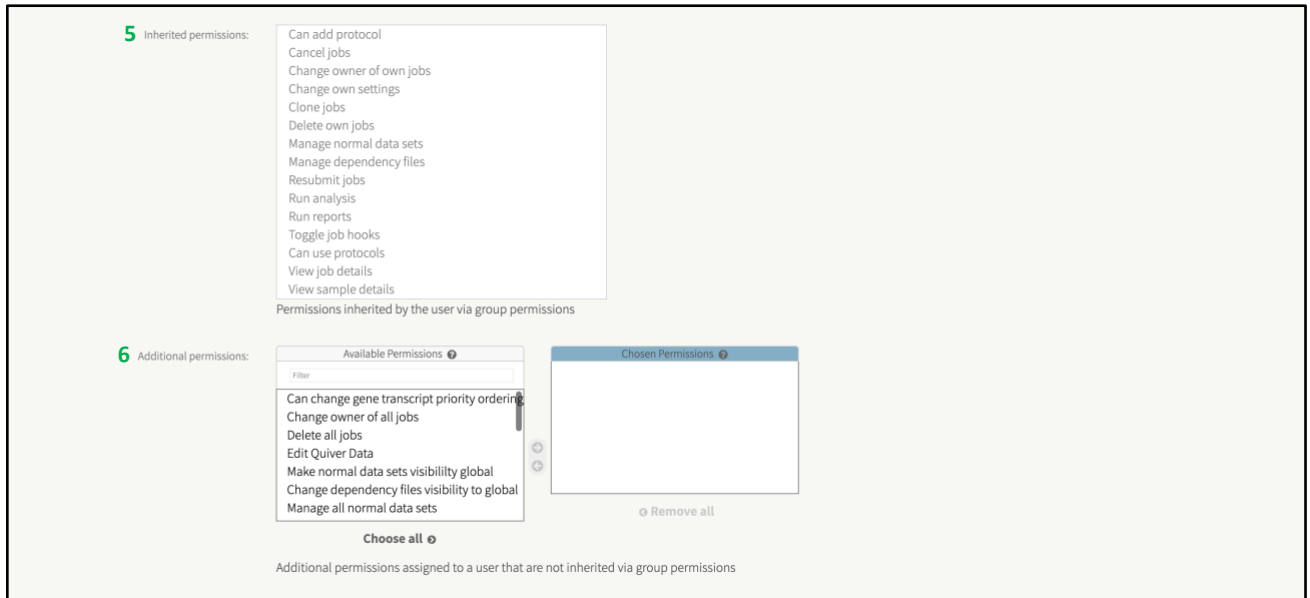 5 Inherited permissions:
Can add protocol
Cancel jobs
Change owner of own jobs
Change own settings
Clone jobs
Delete own jobs
Manage normal data sets
Manage dependency files
Resubmit jobs
Run analysis
Run reports
Toggle job hooks
Can use protocols
View job details
View sample details
Permissions inherited by the user via group permissions
6 Additional permissions:
Available Permissions
Filter
Can change gene transcript priority ordering
Change owner of all jobs
Delete all jobs
Edit Quiver Data
Make normal data sets visibililty global
Change dependency files visibility to global
Manage all normal data sets
Choose all
Chosen Permissions
Remove all
Additional permissions assigned to a user that are not inherited via group permissions